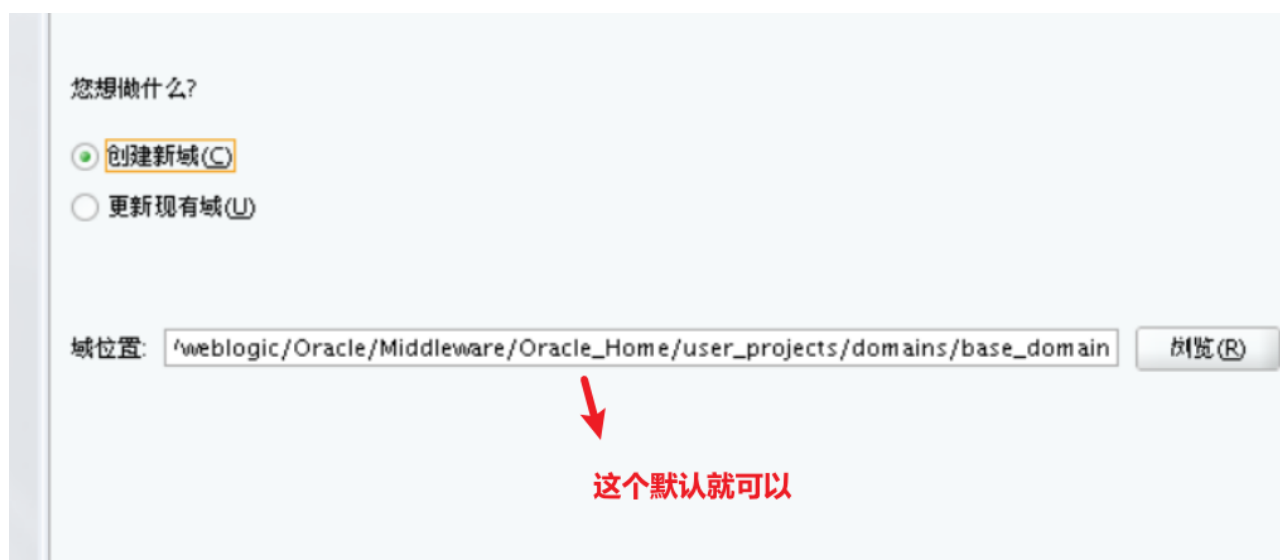 您想做什么?
创建新域(C)
更新现有域(U)
域位置: /weblogic/Oracle/Middleware/Oracle_Home/user_projects/domains/base_domain 浏览(R)
这个默认就可以